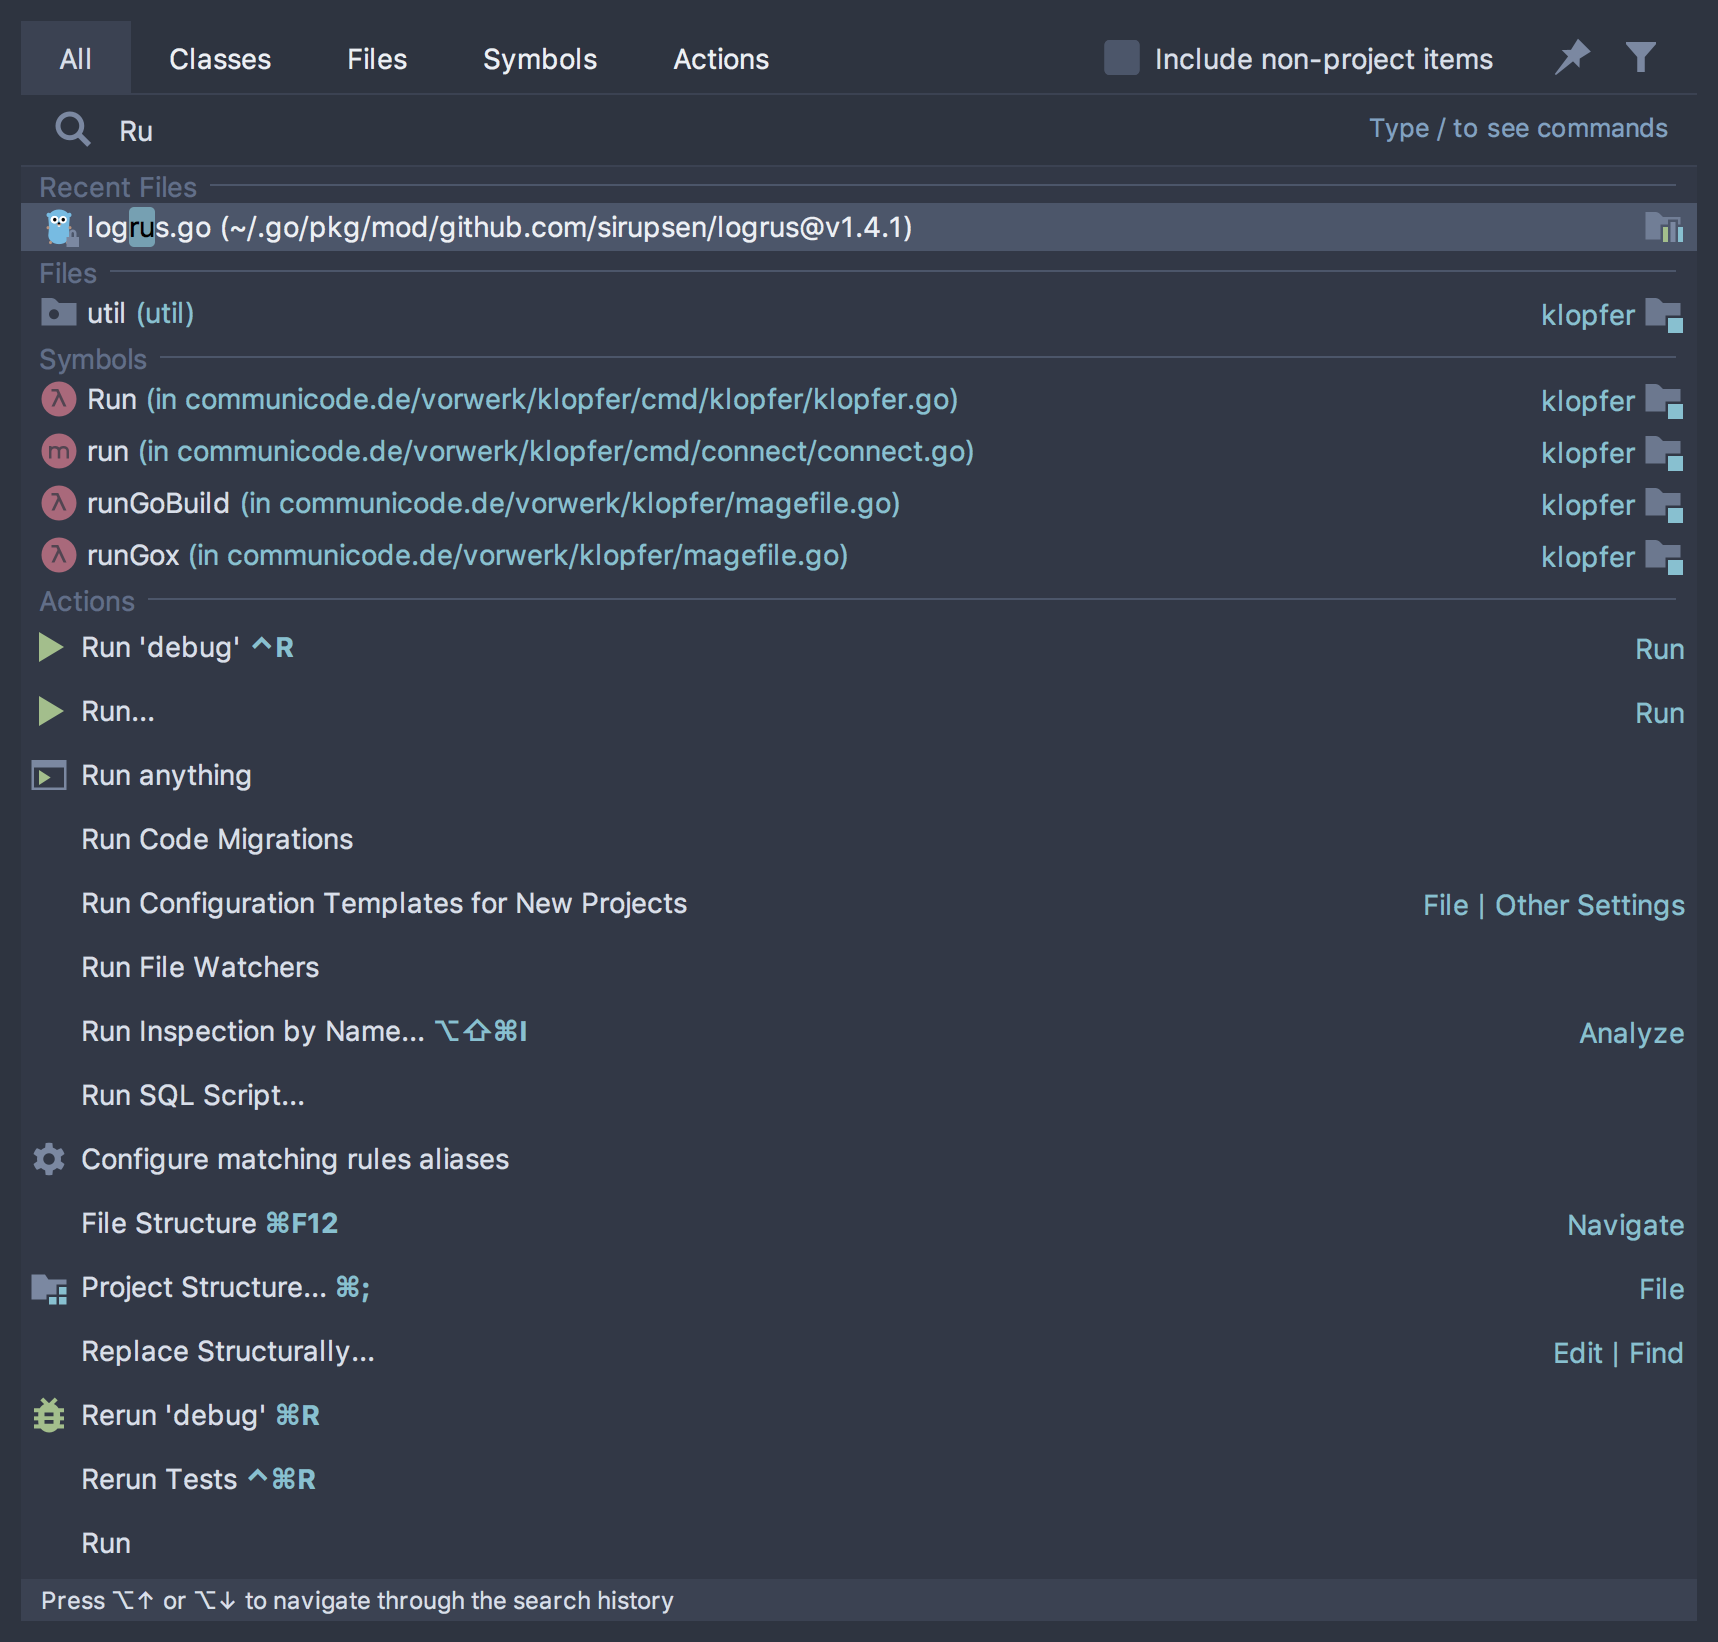 All Classes Files Symbols Actions Include non-project items
Ru Type / to see commands
Recent Files
logrus.go (~/.go/pkg/mod/github.com/sirupsen/logrus@v1.4.1)
Files
util (util) klopfer
Symbols
λ Run (in communicode.de/vorwerk/klopfer/cmd/klopfer/klopfer.go) klopfer
m run (in communicode.de/vorwerk/klopfer/cmd/connect/connect.go) klopfer
λ runGoBuild (in communicode.de/vorwerk/klopfer/magefile.go) klopfer
λ runGox (in communicode.de/vorwerk/klopfer/magefile.go) klopfer
Actions
Run 'debug' ^R Run
Run... Run
Run anything
Run Code Migrations
Run Configuration Templates for New Projects File | Other Settings
Run File Watchers
Run Inspection by Name... ⌥⇧⌘I Analyze
Run SQL Script...
Configure matching rules aliases
File Structure ⌘F12 Navigate
Project Structure... ⌘; File
Replace Structurally... Edit | Find
Rerun 'debug' ⌘R
Rerun Tests ^⌘R
Run
Press ⌥↑ or ⌥↓ to navigate through the search history